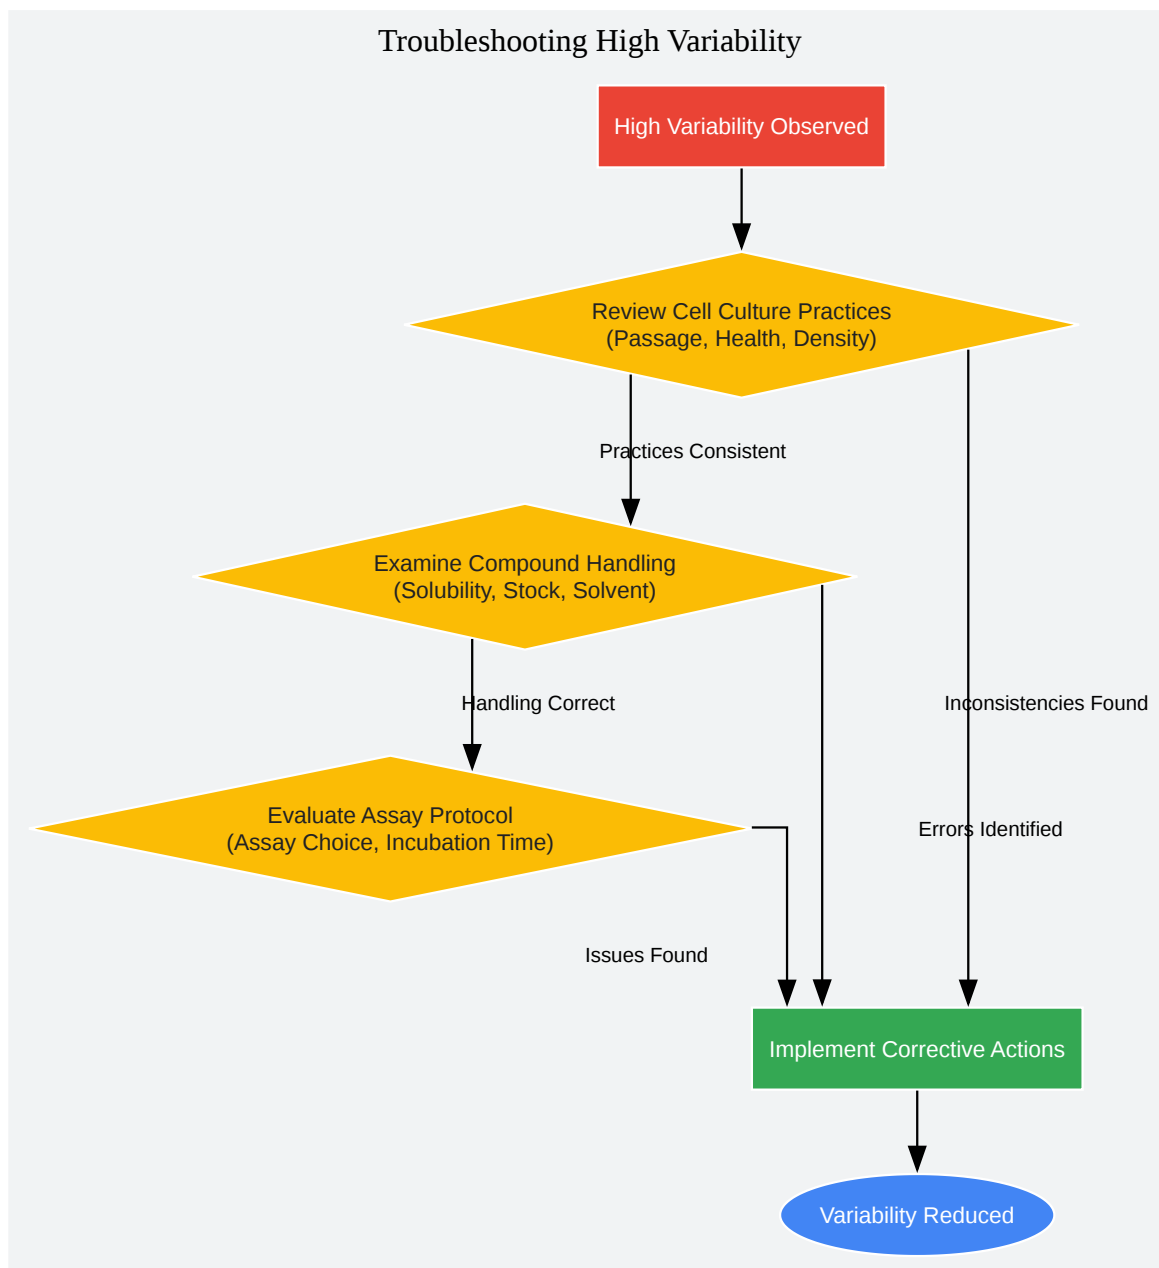 Troubleshooting High Variability
High Variability Observed
Review Cell Culture Practices
(Passage, Health, Density)
Practices Consistent
Examine Compound Handling
(Solubility, Stock, Solvent)
Handling Correct
Inconsistencies Found
Evaluate Assay Protocol
(Assay Choice, Incubation Time)
Errors Identified
Issues Found
Implement Corrective Actions
Variability Reduced